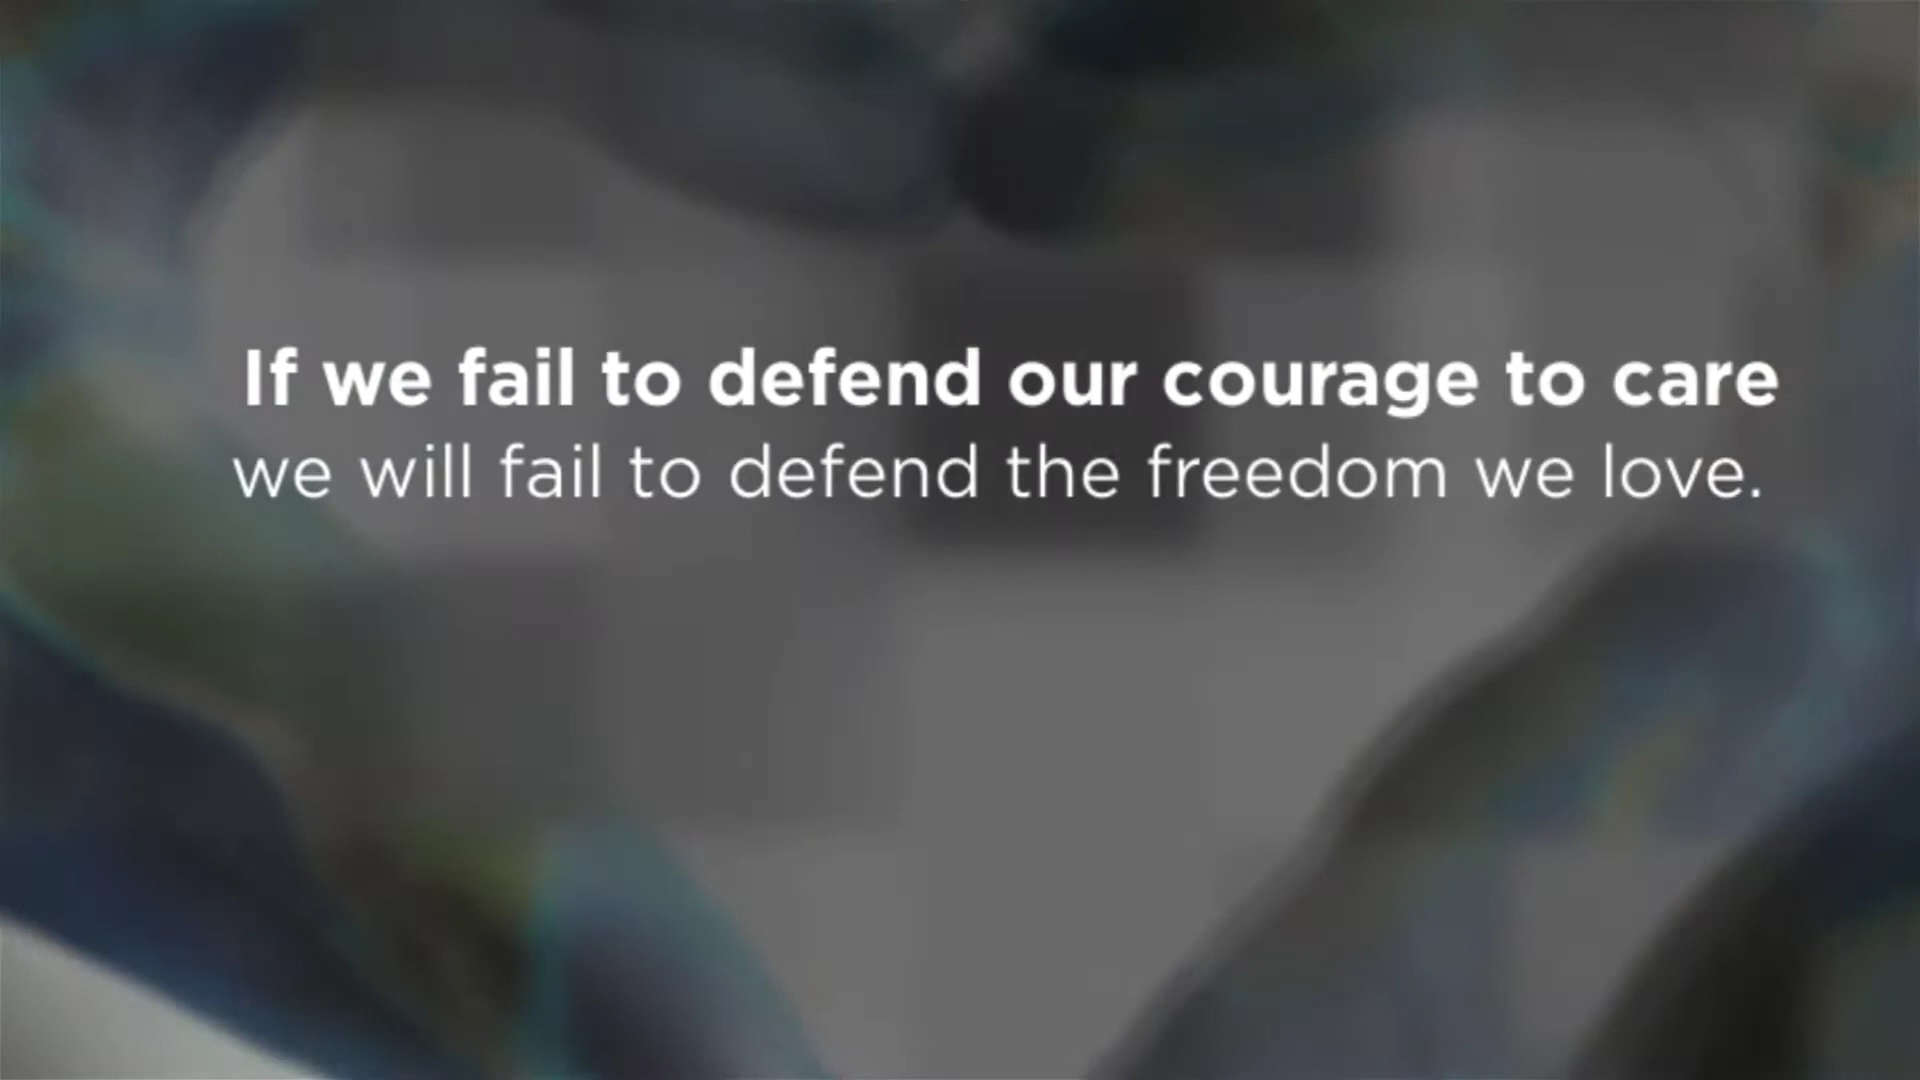 If we fail to defend our courage to care
we will fail to defend the freedom we love.